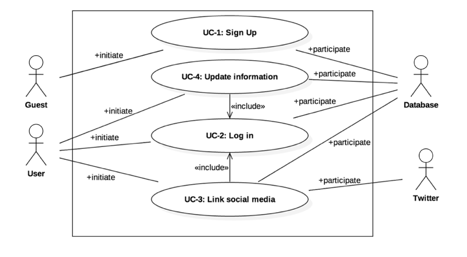 UC-1: Sign Up
+initiate
+participate
Guest
UC-4: Update information
+participate
Database
+initiate
«include»
+participate
User
+initiate
UC-2: Log in
+participate
«include»
+initiate
+participate
Twitter
UC-3: Link social media